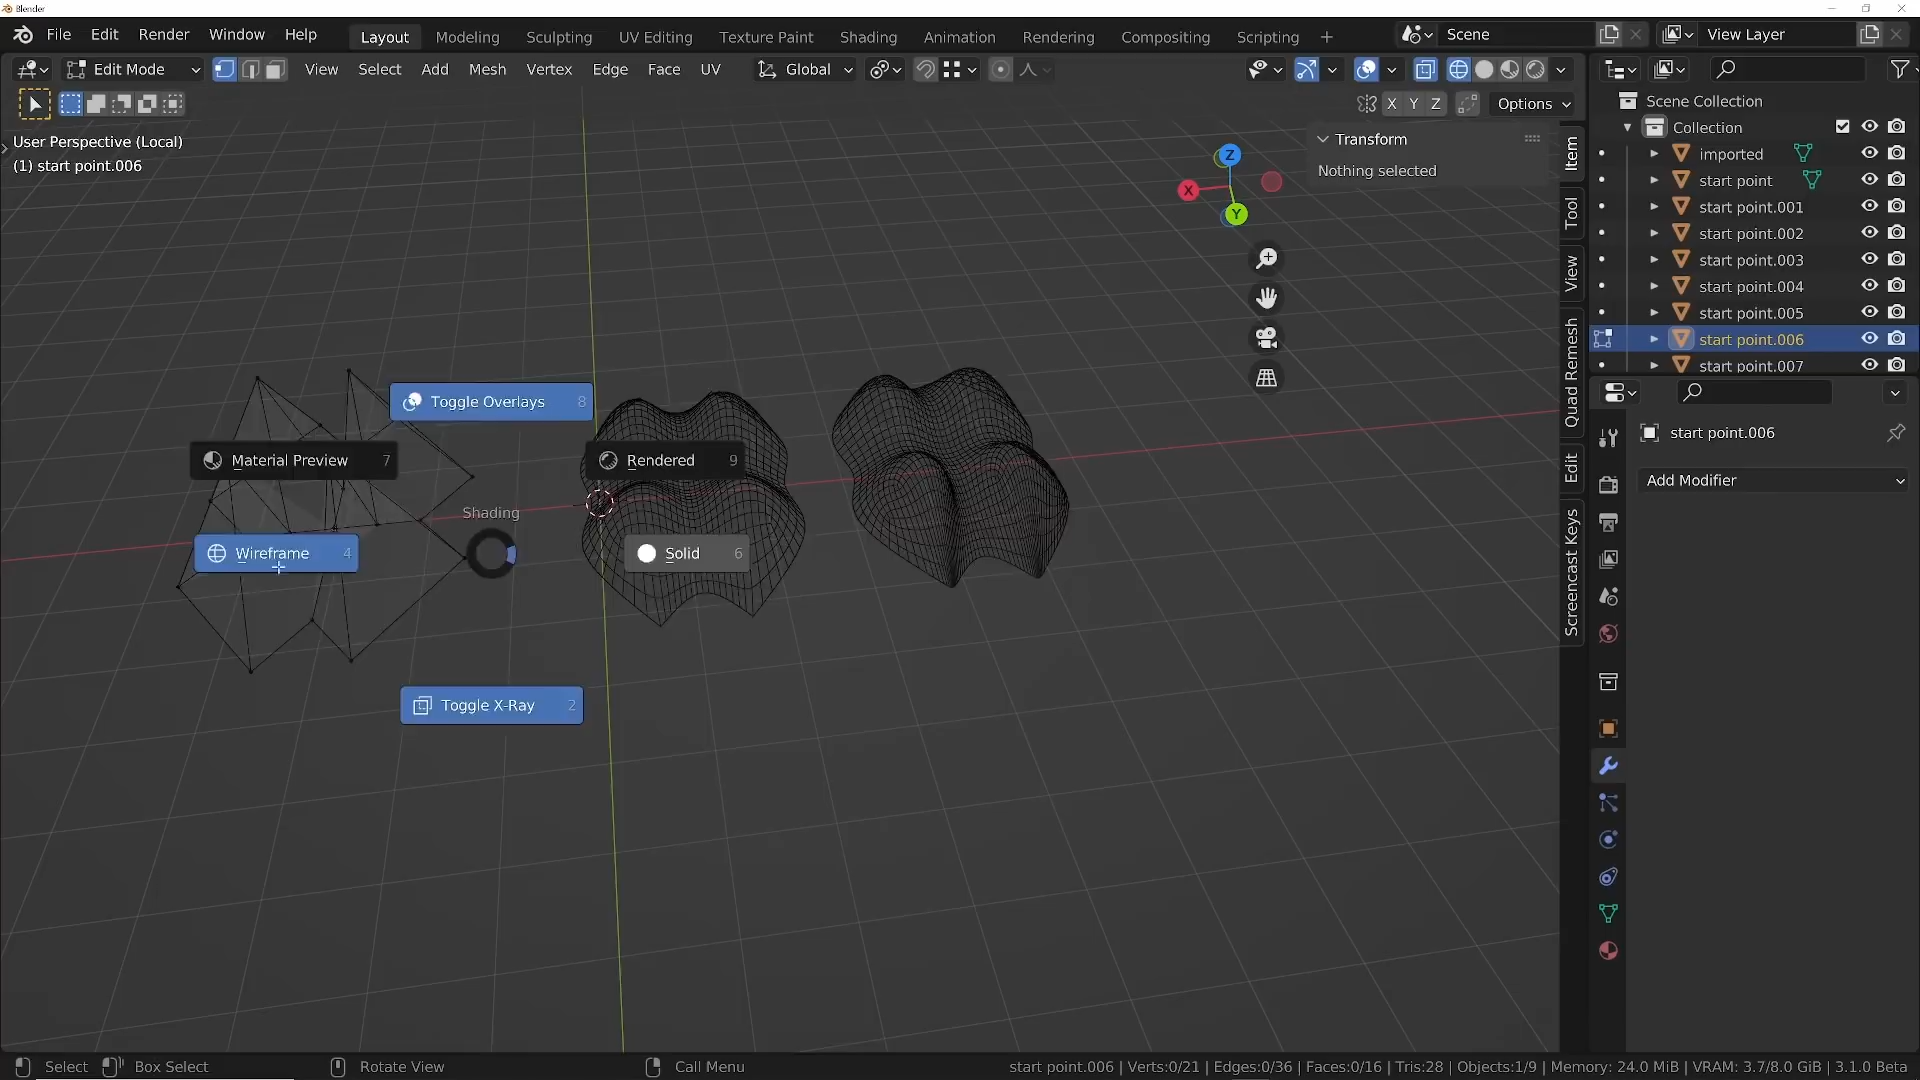 Blender
File Edit Render Window Help Layout Modeling Sculpting UV Editing Texture Paint Shading Animation Rendering Compositing Scripting + Scene View Layer
Edit Mode View Select Add Mesh Vertex Edge Face UV Global
X Y Z Options
User Perspective (Local)
(1) start point.006
Transform
Nothing selected
Z
X
Y
Item
Tool
View
Quad Remesh
Edit
Screencast Keys
Scene Collection
Collection
imported
start point
start point.001
start point.002
start point.003
start point.004
start point.005
start point.006
start point.007
start point.006
Add Modifier
Toggle Overlays 8
Material Preview 7
Rendered 9
Shading
Wireframe 4
Solid 6
Toggle X-Ray 2
Select Box Select Rotate View Call Menu start point.006 | Verts:0/21 | Edges:0/36 | Faces:0/16 | Tris:28 | Objects:1/9 | Memory: 24.0 MiB | VRAM: 3.7/8.0 GiB | 3.1.0 Beta